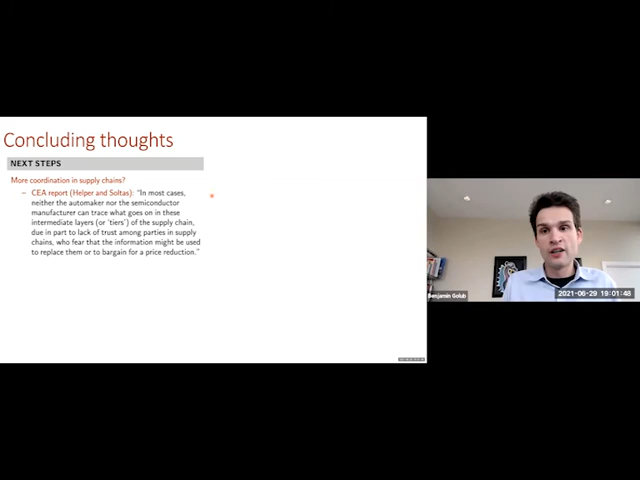 Concluding thoughts
NEXT STEPS
More coordination in supply chains?
– CEA report (Helper and Soltas): "In most cases,
neither the automaker nor the semiconductor
manufacturer can trace what goes on in these
intermediate layers (or 'tiers') of the supply chain,
due in part to lack of trust among parties in supply
chains, who fear that the information might be used
to replace them or to bargain for a price reduction."
Benjamin Golub
2021-06-29 19:01:48